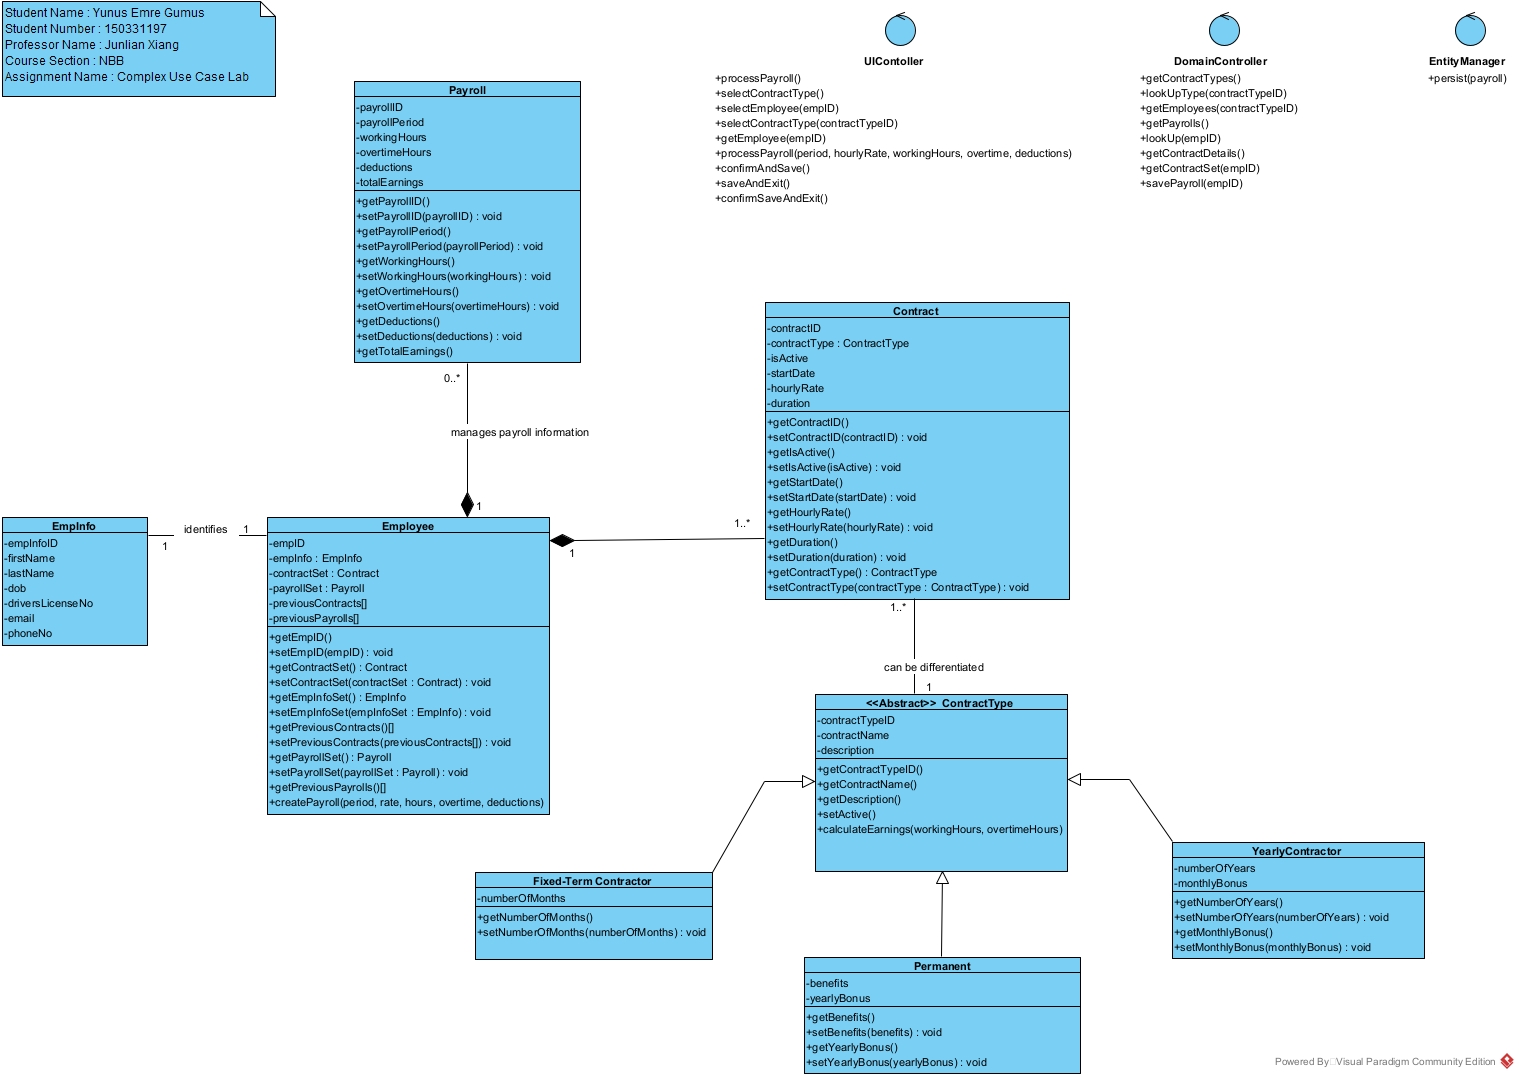 Student Name : Yunus Emre Gumus
Student Number : 150331197
Professor Name : Junlian Xiang
Course Section : NBB
Assignment Name : Complex Use Case Lab
UIContoller
+processPayroll()
+selectContractType()
+selectEmployee(empID)
+selectContractType(contractTypeID)
+getEmployee(empID)
+processPayroll(period, hourlyRate, workingHours, overtime, deductions)
+confirmAndSave()
+saveAndExit()
+confirmSaveAndExit()
DomainController
+getContractTypes()
+lookUpType(contractTypeID)
+getEmployees(contractTypeID)
+getPayrolls()
+lookUp(empID)
+getContractDetails()
+getContractSet(empID)
+savePayroll(empID)
EntityManager
+persist(payroll)
Payroll
-payrollID
-payrollPeriod
-workingHours
-overtimeHours
-deductions
-totalEarnings
+getPayrollID()
+setPayrollID(payrollID) : void
+getPayrollPeriod()
+setPayrollPeriod(payrollPeriod) : void
+getWorkingHours()
+setWorkingHours(workingHours) : void
+getOvertimeHours()
+setOvertimeHours(overtimeHours) : void
+getDeductions()
+setDeductions(deductions) : void
+getTotalEarnings()
0..*
manages payroll information
1
Contract
-contractID
-contractType : ContractType
-isActive
-startDate
-hourlyRate
-duration
+getContractID()
+setContractID(contractID) : void
+getIsActive()
+setIsActive(isActive) : void
+getStartDate()
+setStartDate(startDate) : void
+getHourlyRate()
+setHourlyRate(hourlyRate) : void
+getDuration()
+setDuration(duration) : void
+getContractType() : ContractType
+setContractType(contractType : ContractType) : void
EmpInfo
-empInfoID
-firstName
-lastName
-dob
-driversLicenseNo
-email
-phoneNo
1
identifies
1
Employee
-empID
-empInfo : EmpInfo
-contractSet : Contract
-payrollSet : Payroll
-previousContracts[]
-previousPayrolls[]
+getEmpID()
+setEmpID(empID) : void
+getContractSet() : Contract
+setContractSet(contractSet : Contract) : void
+getEmpInfoSet() : EmpInfo
+setEmpInfoSet(empInfoSet : EmpInfo) : void
+getPreviousContracts()[]
+setPreviousContracts(previousContracts[]) : void
+getPayrollSet() : Payroll
+setPayrollSet(payrollSet : Payroll) : void
+getPreviousPayrolls()[]
+createPayroll(period, rate, hours, overtime, deductions)
1
1..*
1..*
can be differentiated
1
<<Abstract>> ContractType
-contractTypeID
-contractName
-description
+getContractTypeID()
+getContractName()
+getDescription()
+setActive()
+calculateEarnings(workingHours, overtimeHours)
Fixed-Term Contractor
-numberOfMonths
+getNumberOfMonths()
+setNumberOfMonths(numberOfMonths) : void
YearlyContractor
-numberOfYears
-monthlyBonus
+getNumberOfYears()
+setNumberOfYears(numberOfYears) : void
+getMonthlyBonus()
+setMonthlyBonus(monthlyBonus) : void
Permanent
-benefits
-yearlyBonus
+getBenefits()
+setBenefits(benefits) : void
+getYearlyBonus()
+setYearlyBonus(yearlyBonus) : void
Powered By Visual Paradigm Community Edition